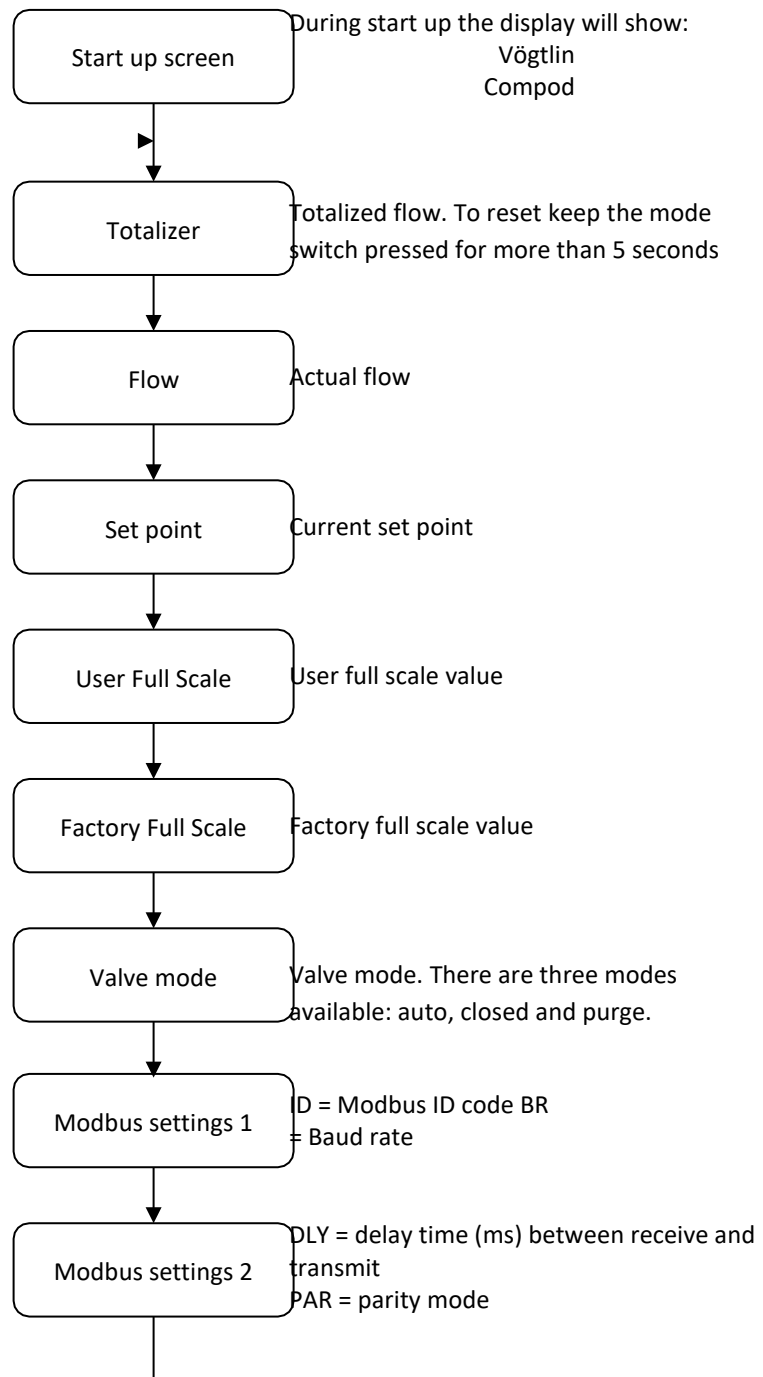 Start up screen
During start up the display will show:
Vögtlin
Compod
Totalizer
Totalized flow. To reset keep the mode
switch pressed for more than 5 seconds
Flow
Actual flow
Set point
Current set point
User Full Scale
User full scale value
Factory Full Scale
Factory full scale value
Valve mode
Valve mode. There are three modes
available: auto, closed and purge.
Modbus settings 1
ID = Modbus ID code BR
= Baud rate
Modbus settings 2
DLY = delay time (ms) between receive and
transmit
PAR = parity mode